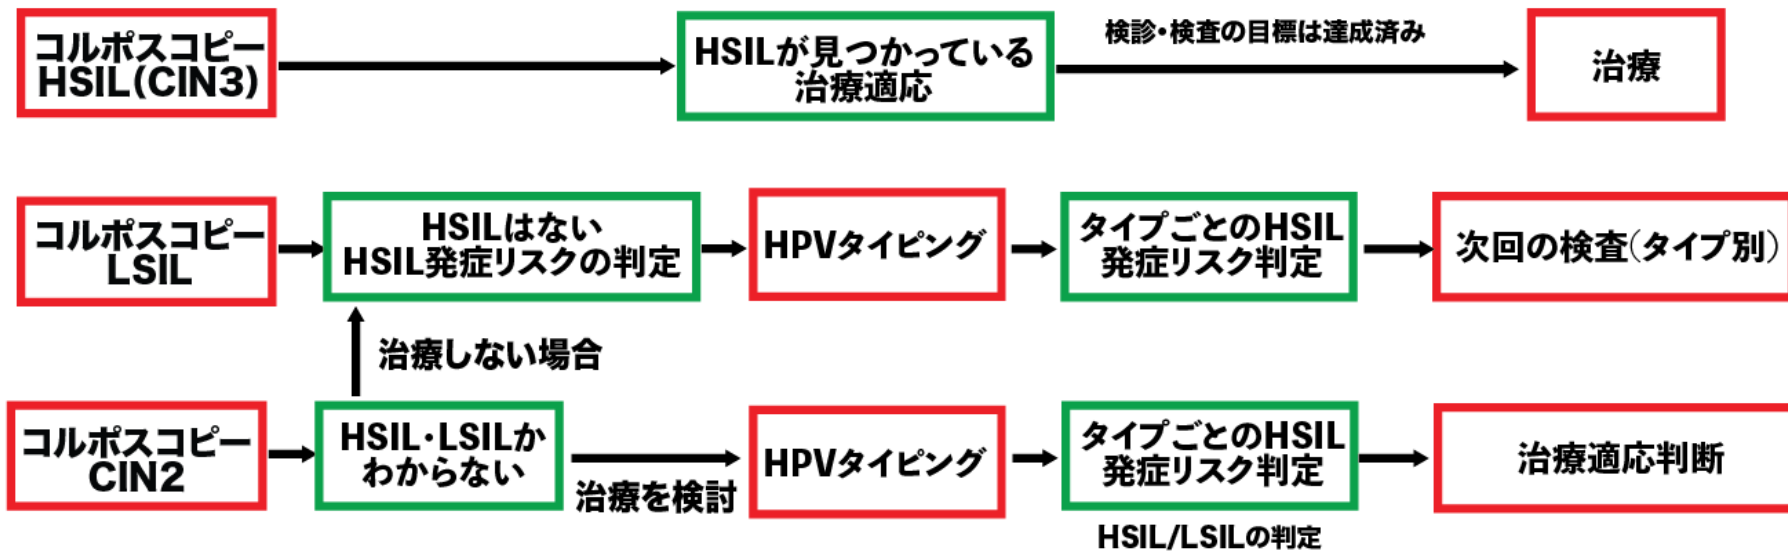 コルポスコピー
HSIL(CIN3)
HSILが見つかっている
治療適応
検診・検査の目標は達成済み
治療
コルポスコピー
LSIL
HSILはない
HSIL発症リスクの判定
HPVタイピング
タイプごとのHSIL
発症リスク判定
次回の検査(タイプ別)
治療しない場合
コルポスコピー
CIN2
HSIL・LSILか
わからない
治療を検討
HPVタイピング
タイプごとのHSIL
発症リスク判定
HSIL/LSILの判定
治療適応判断